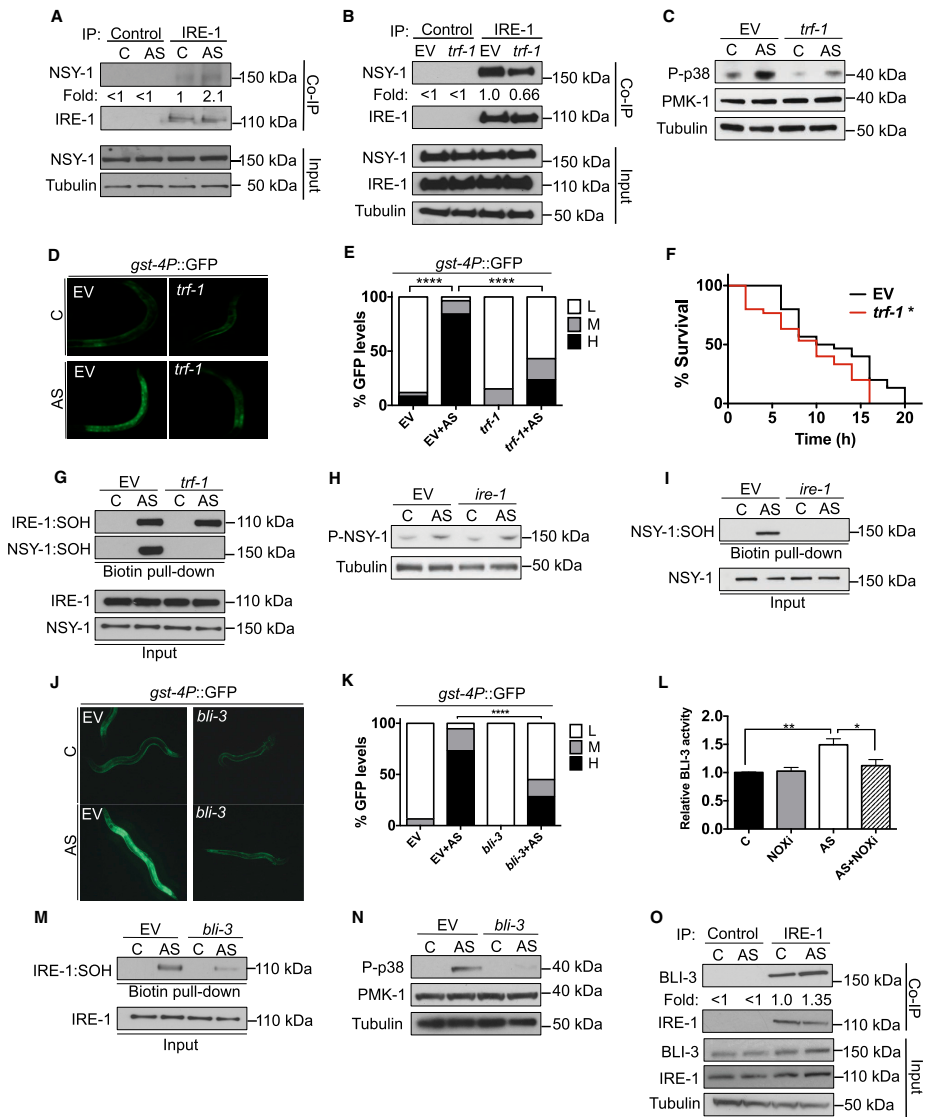 A
IP: Control IRE-1
C AS C AS
NSY-1 150 kDa
Fold: <1 <1 1 2.1
IRE-1 110 kDa
Co-IP
NSY-1 150 kDa
Tubulin 50 kDa
Input
B
IP: Control IRE-1
EV trf-1 EV trf-1
NSY-1 150 kDa
Fold: <1 <1 1.0 0.66
IRE-1 110 kDa
Co-IP
NSY-1 150 kDa
IRE-1 110 kDa
Tubulin 50 kDa
Input
C
EV trf-1
C AS C AS
P-p38 40 kDa
PMK-1 40 kDa
Tubulin 50 kDa
D
gst-4P::GFP
EV trf-1
C
EV trf-1
AS
E
gst-4P::GFP
**** ****
100
50
0
% GFP levels
L
M
H
EV EV+AS trf-1 trf-1+AS
F
100
50
0
% Survival
EV
trf-1 *
0 5 10 15 20
Time (h)
G
EV trf-1
C AS C AS
IRE-1:SOH 110 kDa
NSY-1:SOH 150 kDa
Biotin pull-down
IRE-1 110 kDa
NSY-1 150 kDa
Input
H
EV ire-1
C AS C AS
P-NSY-1 150 kDa
Tubulin 50 kDa
I
EV ire-1
C AS C AS
NSY-1:SOH 150 kDa
Biotin pull-down
NSY-1 150 kDa
Input
J
gst-4P::GFP
EV bli-3
C
EV bli-3
AS
K
gst-4P::GFP
****
100
50
0
% GFP levels
L
M
H
EV EV+AS bli-3 bli-3+AS
L
2.0
1.5
1.0
0.5
0.0
Relative BLI-3 actvity
** *
C NOXi AS AS+NOXi
M
EV bli-3
C AS C AS
IRE-1:SOH 110 kDa
Biotin pull-down
IRE-1 110 kDa
Input
N
EV bli-3
C AS C AS
P-p38 40 kDa
PMK-1 40 kDa
Tubulin 50 kDa
O
IP: Control IRE-1
C AS C AS
BLI-3 150 kDa
Fold: <1 <1 1.0 1.35
IRE-1 110 kDa
Co-IP
BLI-3 150 kDa
IRE-1 110 kDa
Tubulin 50 kDa
Input